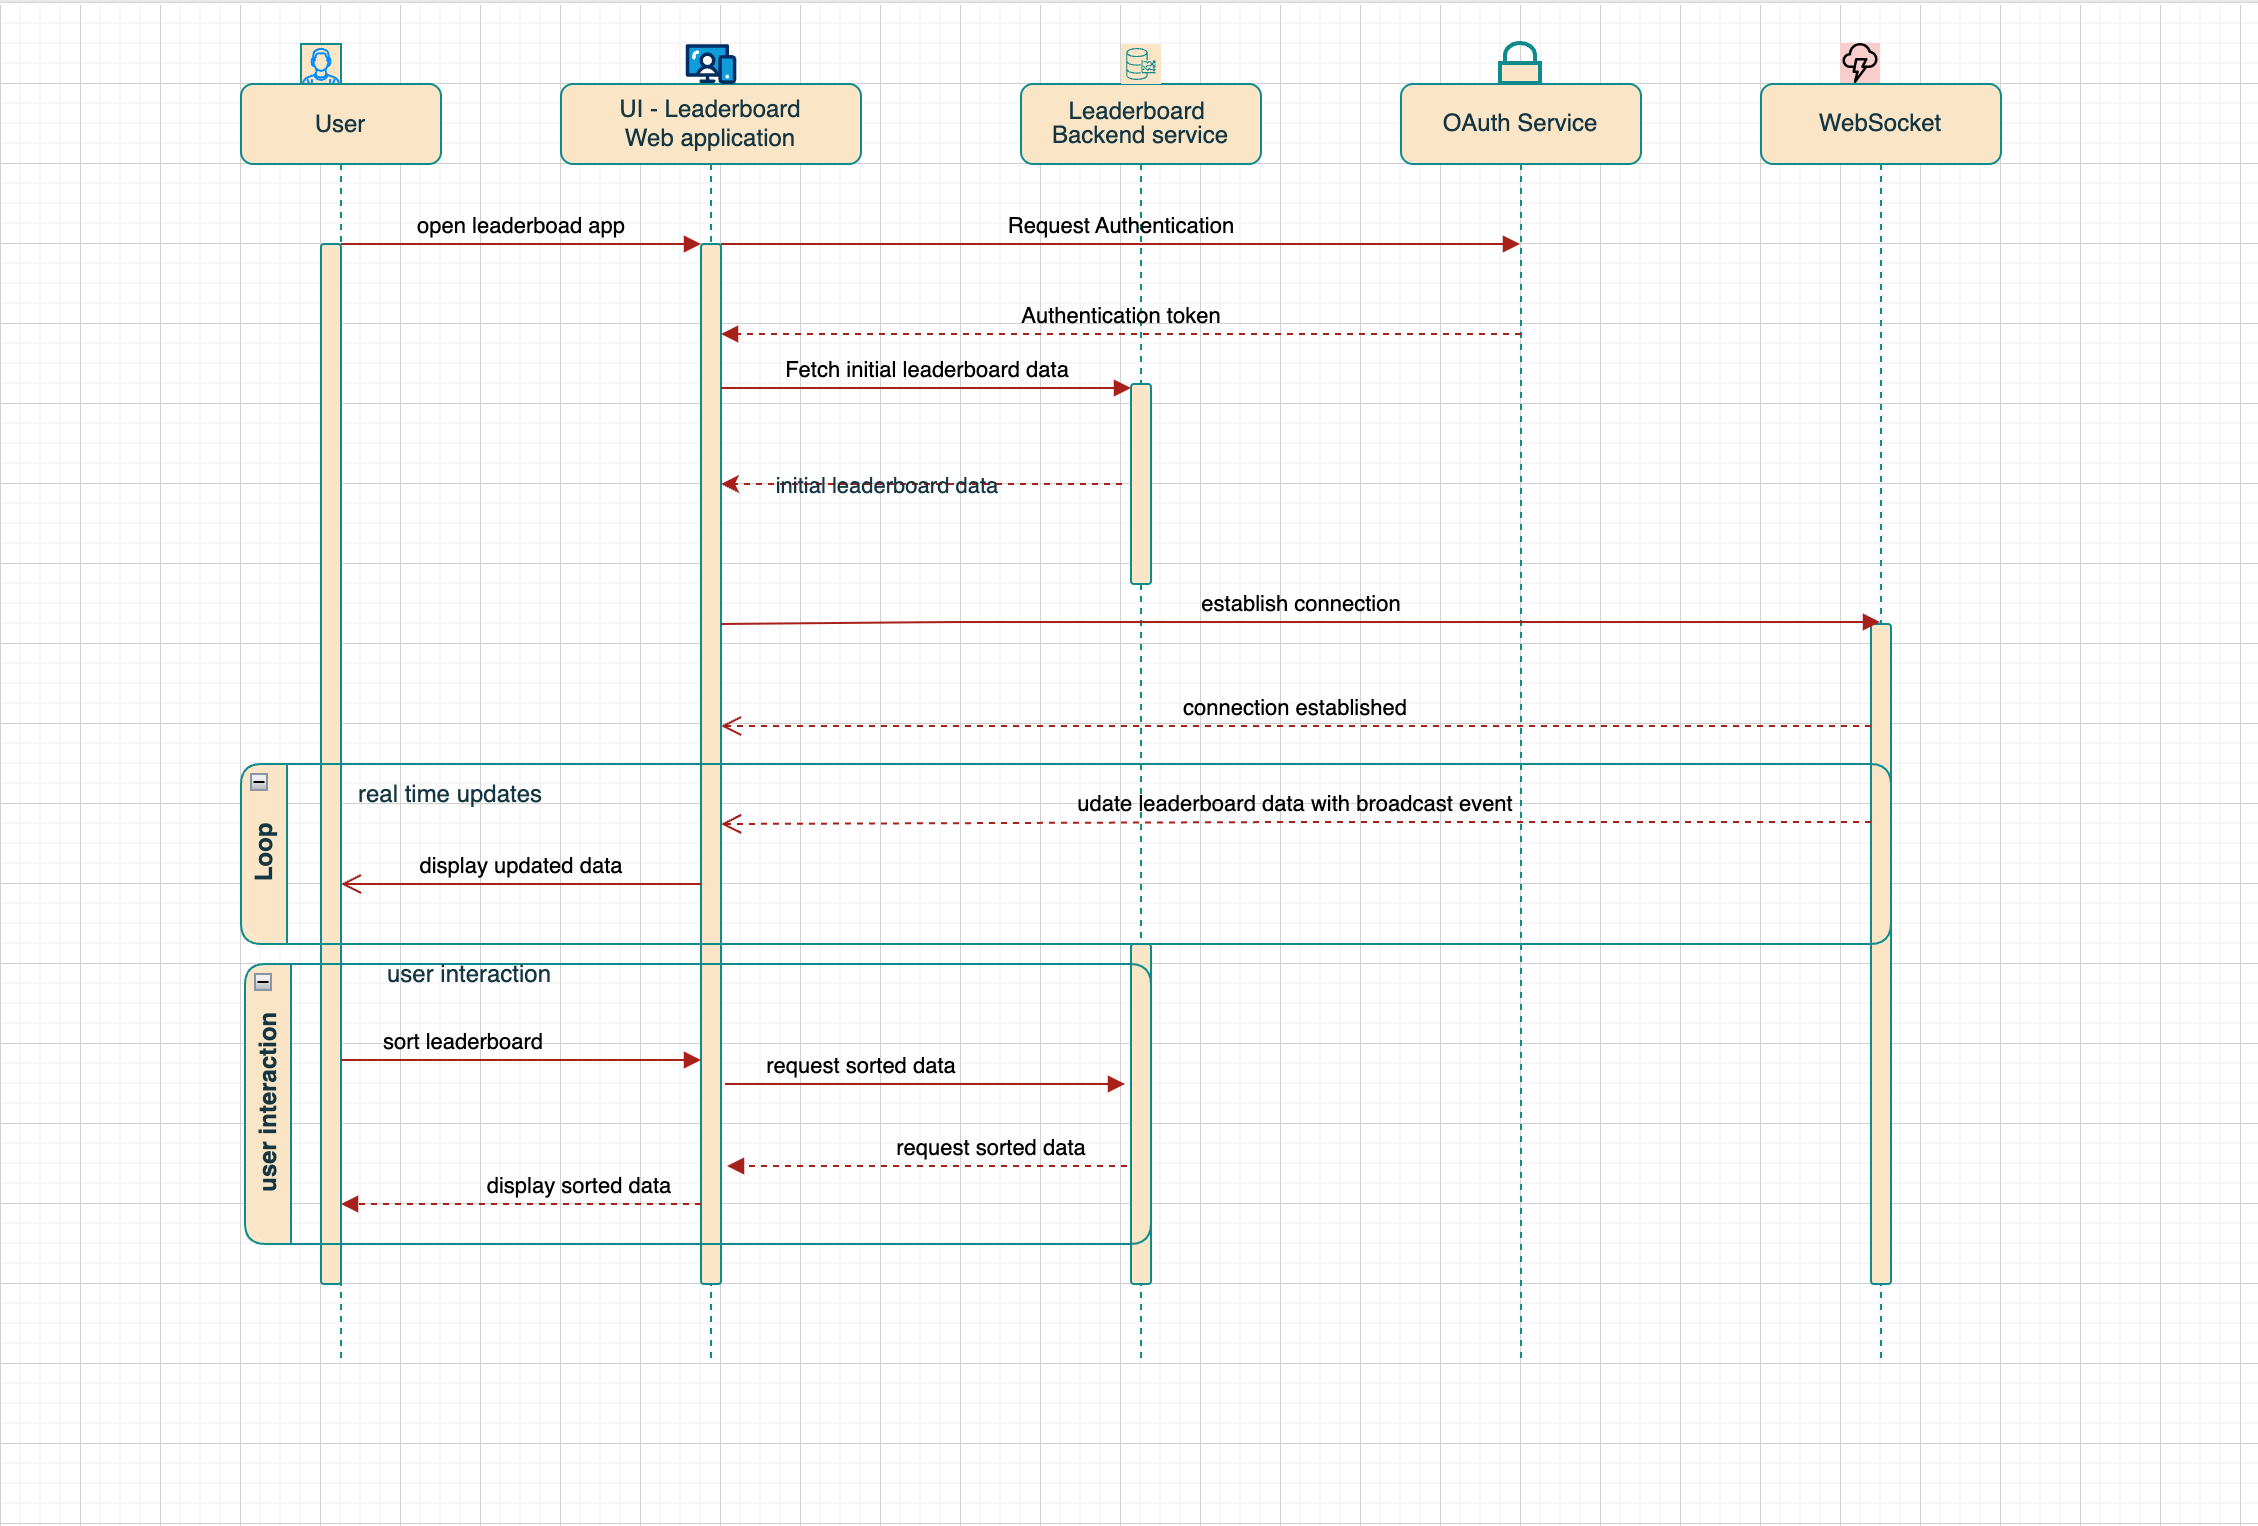 User
UI - Leaderboard
Web application
Leaderboard
Backend service
OAuth Service
WebSocket
open leaderboad app
Request Authentication
Authentication token
Fetch initial leaderboard data
initial leaderboard data
establish connection
connection established
Loop
real time updates
udate leaderboard data with broadcast event
display updated data
user interaction
user interaction
sort leaderboard
request sorted data
request sorted data
display sorted data